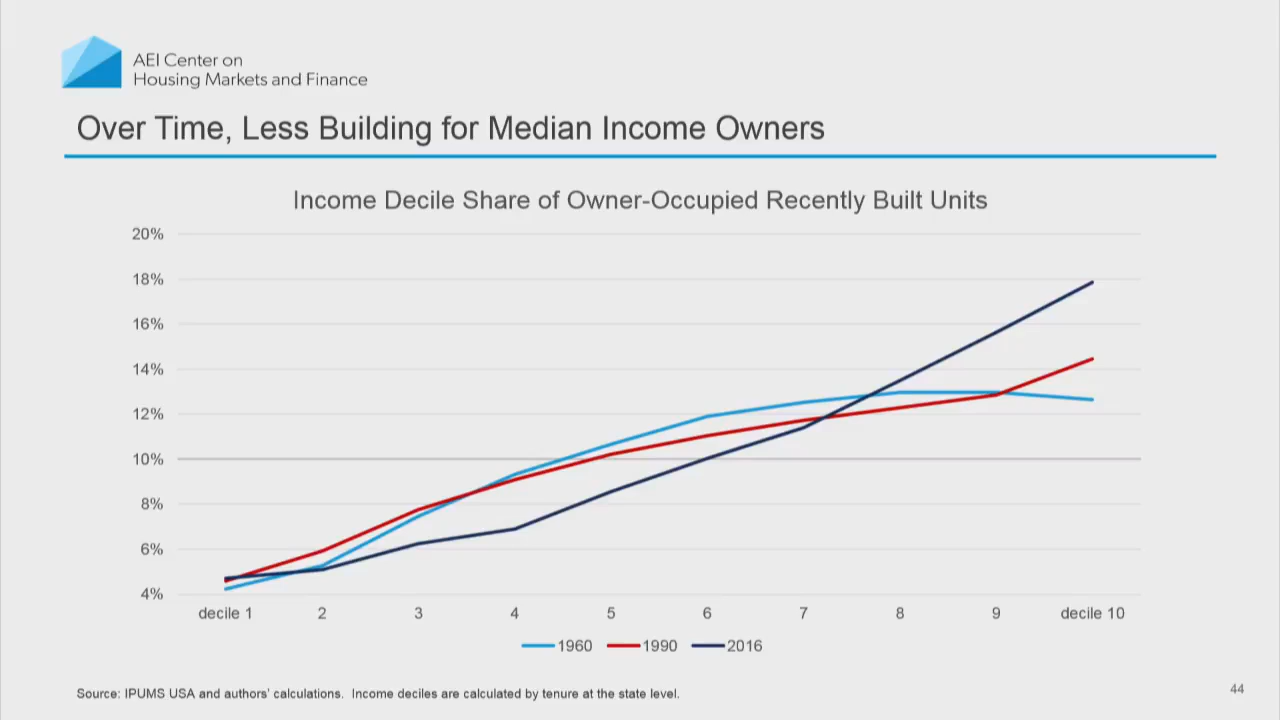 AEI Center on
Housing Markets and Finance
Over Time, Less Building for Median Income Owners
Income Decile Share of Owner-Occupied Recently Built Units
20%
18%
16%
14%
12%
10%
8%
6%
4%
decile 1 2 3 4 5 6 7 8 9 decile 10
1960 1990 2016
Source: IPUMS USA and authors' calculations. Income deciles are calculated by tenure at the state level.
44